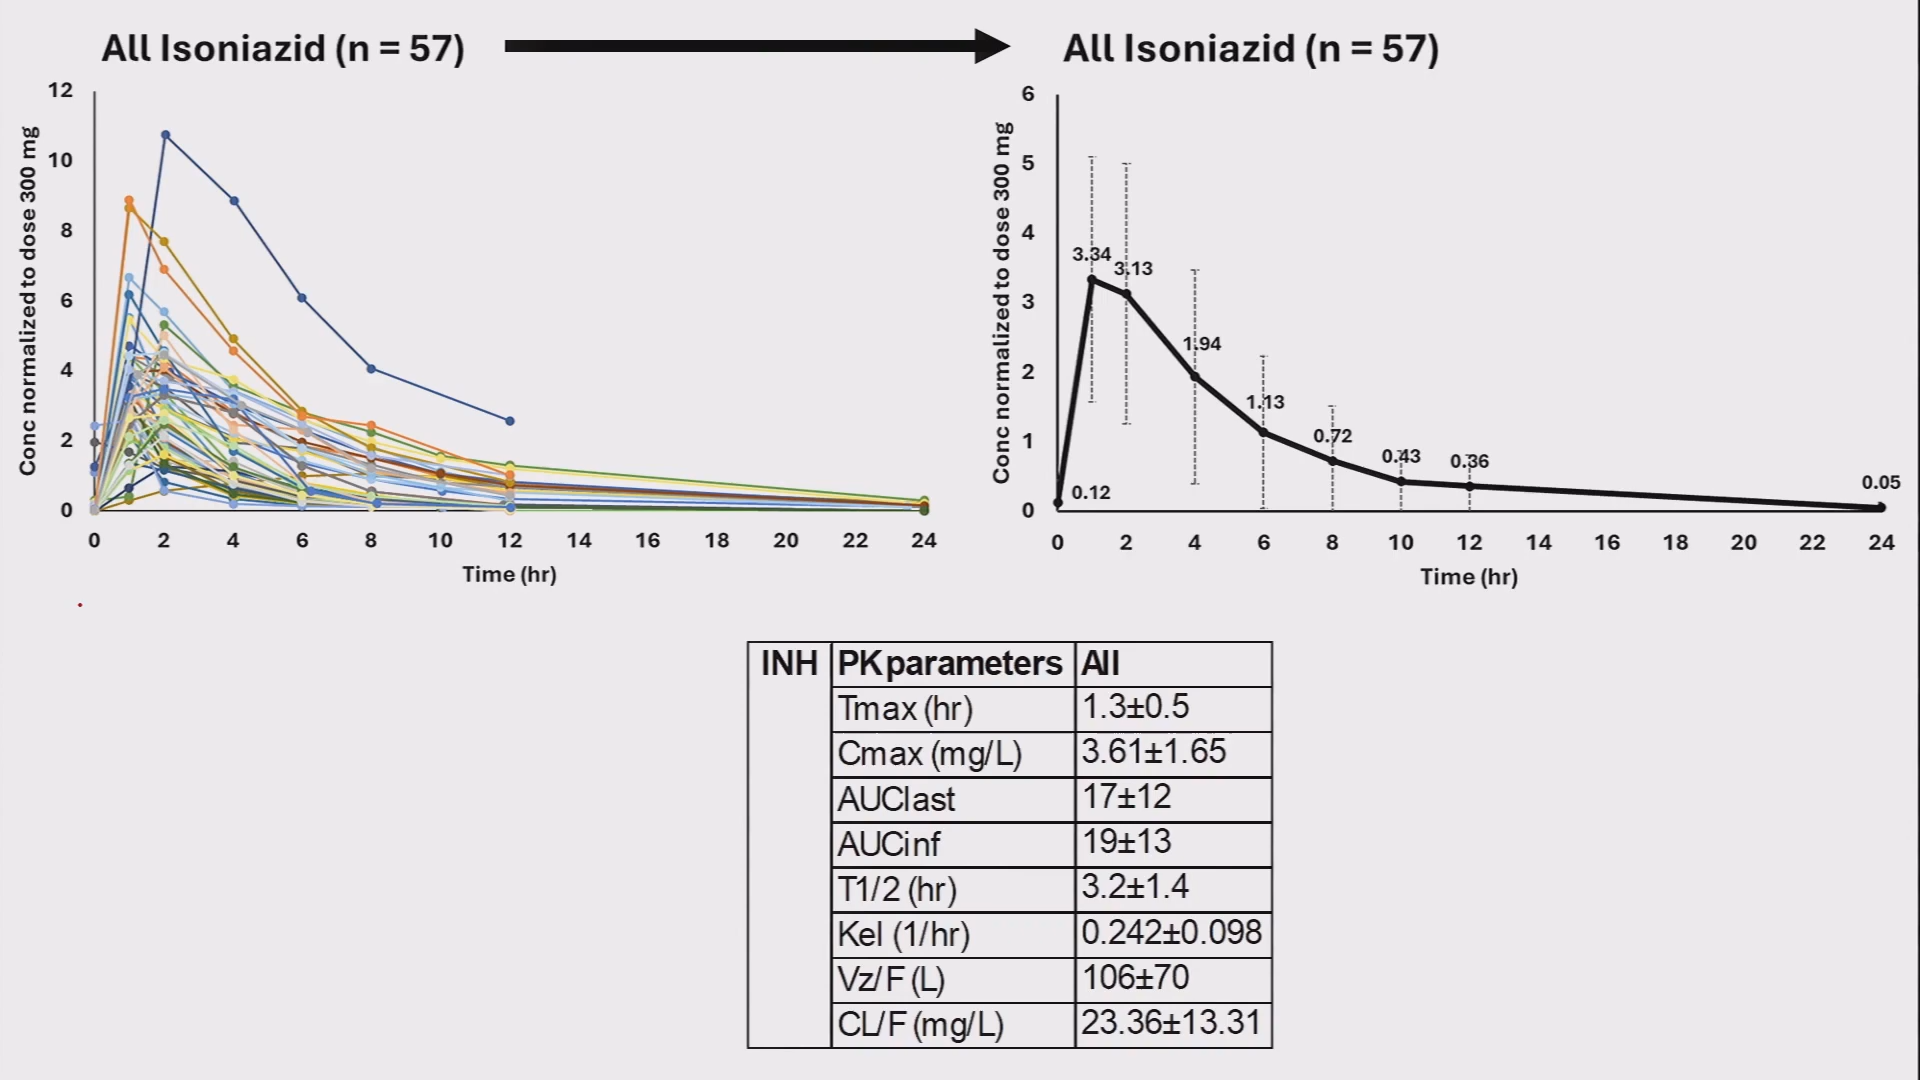 All Isoniazid (n = 57)
Conc normalized to dose 300 mg
12
10
8
6
4
2
0
0 2 4 6 8 10 12 14 16 18 20 22 24
Time (hr)
All Isoniazid (n = 57)
Conc normalized to dose 300 mg
6
5
4
3
2
1
0
3.34
3.13
1.94
1.13
0.72
0.43
0.36
0.12
0.05
0 2 4 6 8 10 12 14 16 18 20 22 24
Time (hr)
INH PK parameters All
Tmax (hr) 1.3±0.5
Cmax (mg/L) 3.61±1.65
AUClast 17±12
AUCinf 19±13
T1/2 (hr) 3.2±1.4
Kel (1/hr) 0.242±0.098
Vz/F (L) 106±70
CL/F (mg/L) 23.36±13.31